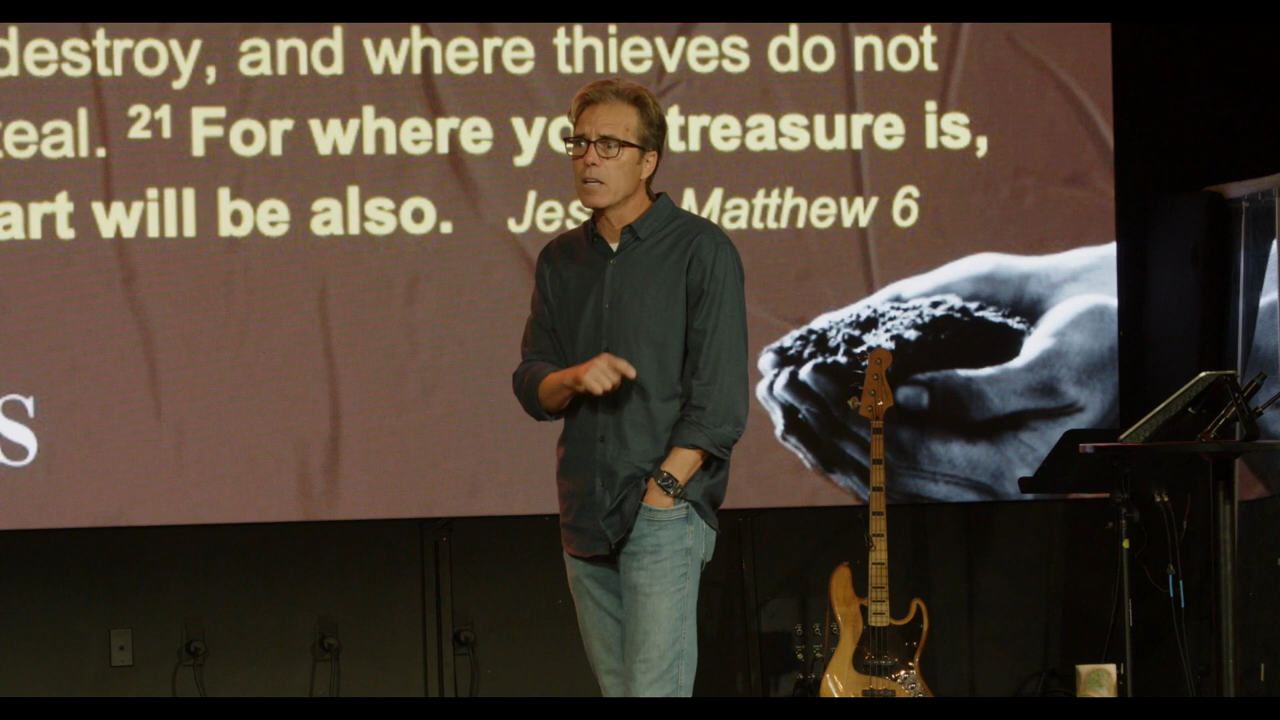 destroy, and where thieves do not
teal. 21 For where yo treasure is,
art will be also. Jes Matthew 6
S